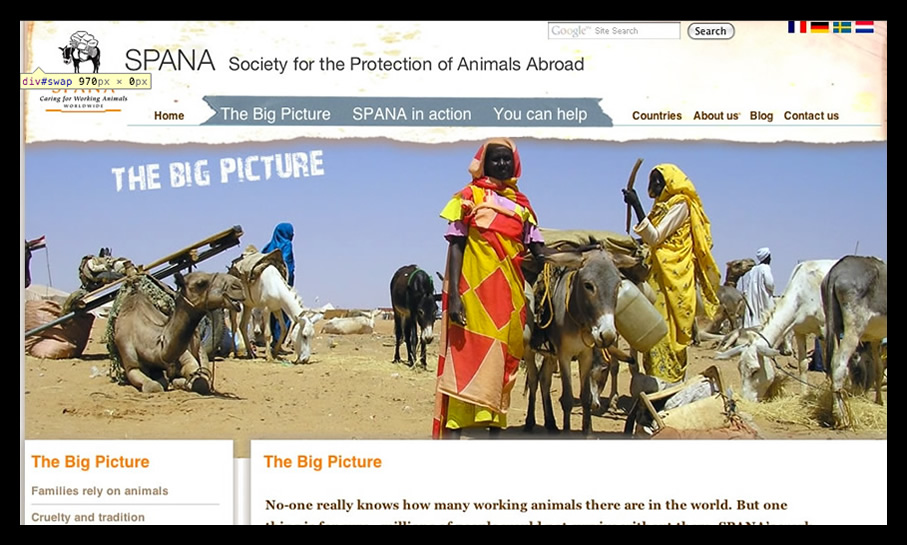 Google™ Site Search
Search
SPANA Society for the Protection of Animals Abroad
div#swap 970px × 0px
SPANA
Caring for Working Animals
WORLDWIDE
Home
The Big Picture
SPANA in action
You can help
Countries
About us
Blog
Contact us
THE BIG PICTURE
The Big Picture
Families rely on animals
Cruelty and tradition
The Big Picture
No-one really knows how many working animals there are in the world. But one